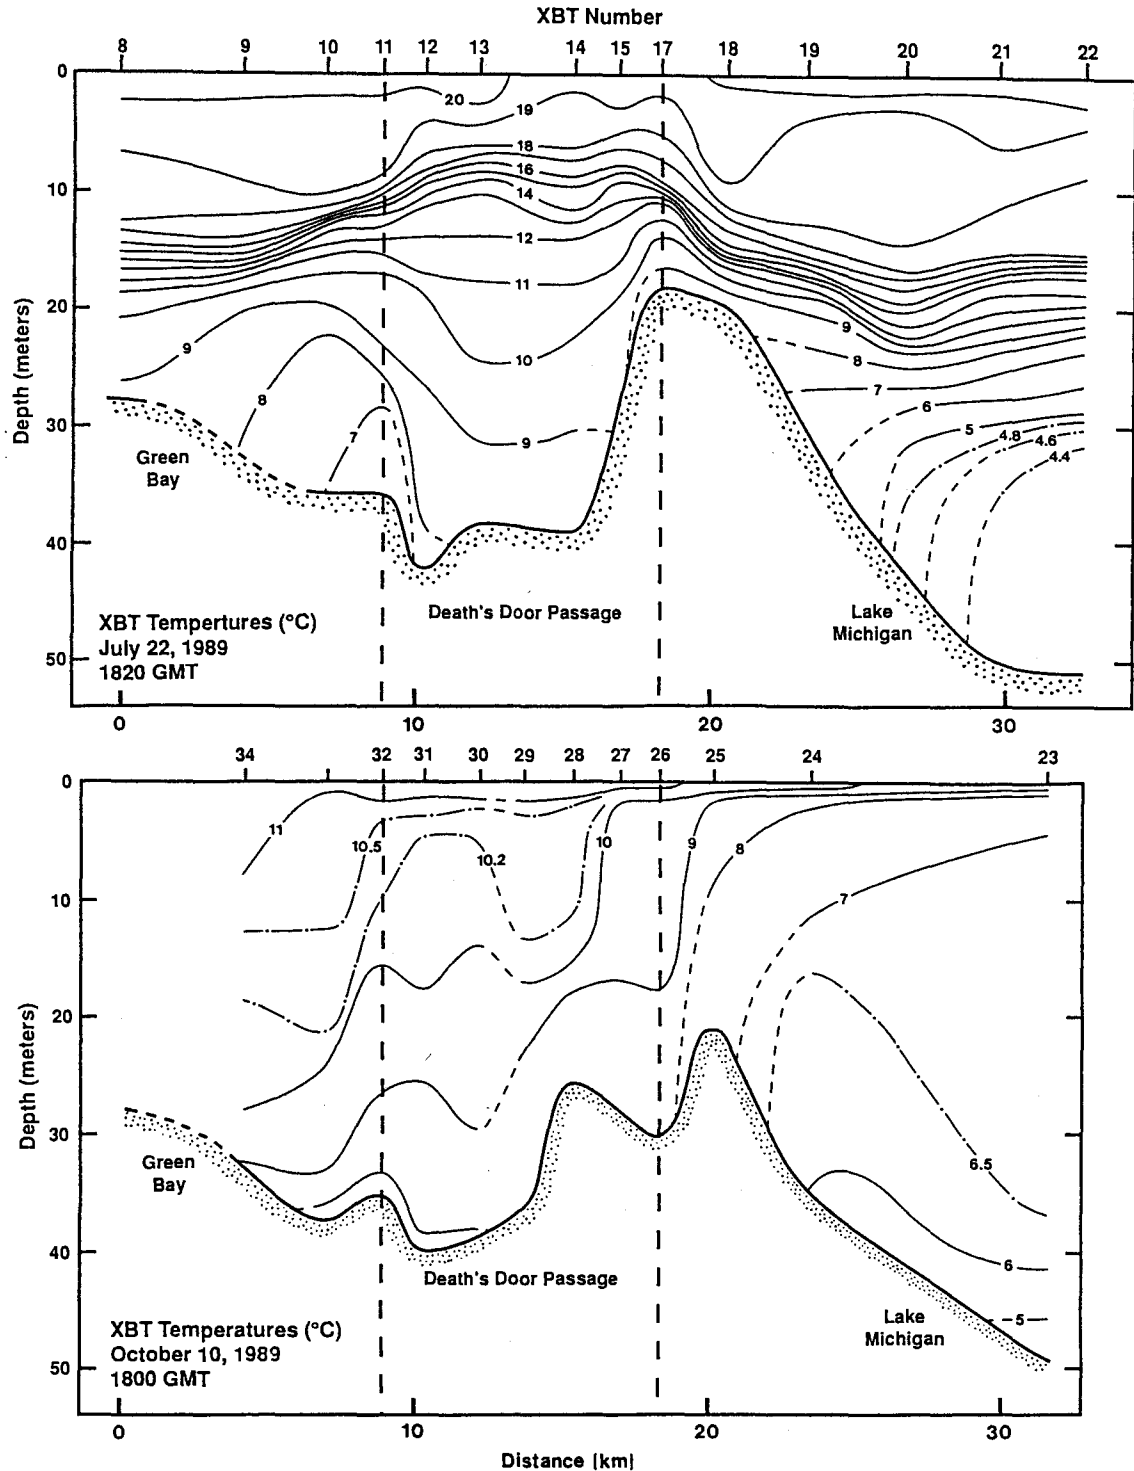 XBT Number
8 9 10 11 12 13 14 15 17 18 19 20 21 22
0
20
19
18
16
10
14
12
11
20
9
9
10
8
8
7
6
30
5
4.8
4.6
4.4
9
7
Green
Bay
40
50
Depth (meters)
Death's Door Passage
Lake
Michigan
XBT Tempertures (°C)
July 22, 1989
1820 GMT
0 10 20 30
34 32 31 30 29 28 27 26 25 24 23
0
11
10.5
10.2
10
9
8
7
10
20
30
6.5
6
5
40
50
Depth (meters)
Green
Bay
Death's Door Passage
Lake
Michigan
XBT Temperatures (°C)
October 10, 1989
1800 GMT
0 10 20 30
Distance (km)